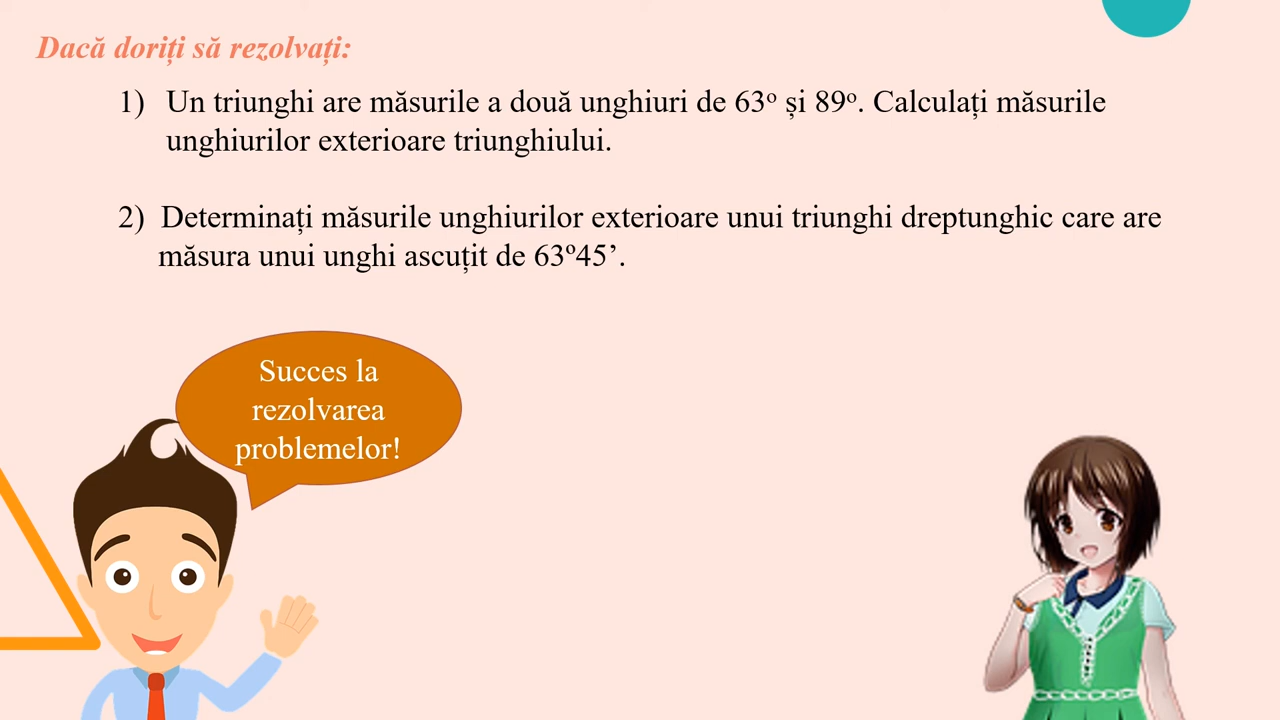 Dacă doriți să rezolvați:
1) Un triunghi are măsurile a două unghiuri de 63º și 89º. Calculați măsurile
unghiurilor exterioare triunghiului.
2) Determinați măsurile unghiurilor exterioare unui triunghi dreptunghic care are
măsura unui unghi ascuțit de 63º45’.
Succes la
rezolvarea
problemelor!